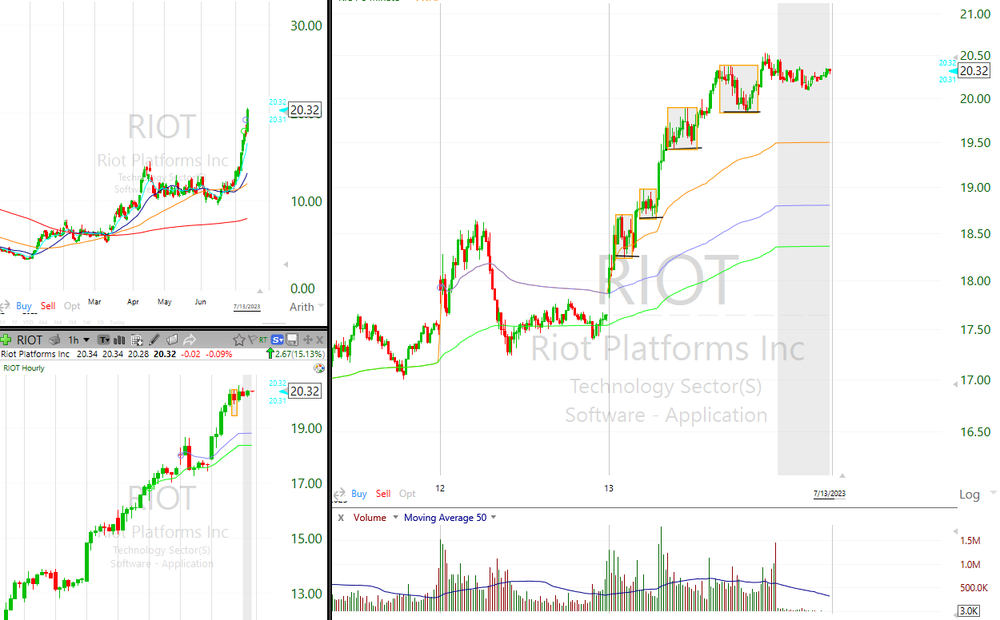 30.00
20.32
20.32
20.31
10.00
0.00
RIOT
Riot Platforms Inc
Technology Sector(S)
Buy Sell Opt
Mar Apr May Jun
7/13/2023
Arith
RIOT 1h
RT
Riot Platforms Inc 20.34 20.34 20.28 20.32 -0.02 -0.09% 2.67(15.13%)
RIOT Hourly
20.32
20.32
20.31
19.00
17.00
15.00
13.00
RIOT
Riot Platforms Inc
Technology Sector(S)
Software - Application
21.00
20.50
20.32
20.32
20.31
20.00
19.50
19.00
18.50
18.00
17.50
17.00
16.50
RIOT
Riot Platforms Inc
Technology Sector(S)
Software - Application
12 13
Buy Sell Opt
7/13/2023
Log
X Volume Moving Average 50
1.5M
1.0M
500.0K
3.0K